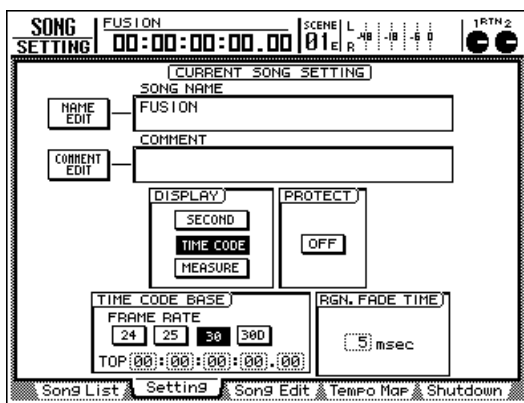 SONG SETTING
FUSION
00:00:00:00.00
SCENE
01E
L
R
-48 -18 -6 0
1 RTN 2
CURRENT SONG SETTING
SONG NAME
NAME EDIT
FUSION
COMMENT
COMMENT EDIT
DISPLAY
SECOND
TIME CODE
MEASURE
PROTECT
OFF
TIME CODE BASE
FRAME RATE
24 25 30 30D
TOP 00:00:00:00.00
RGN. FADE TIME
5 msec
Song List Setting Song Edit Tempo Map Shutdown